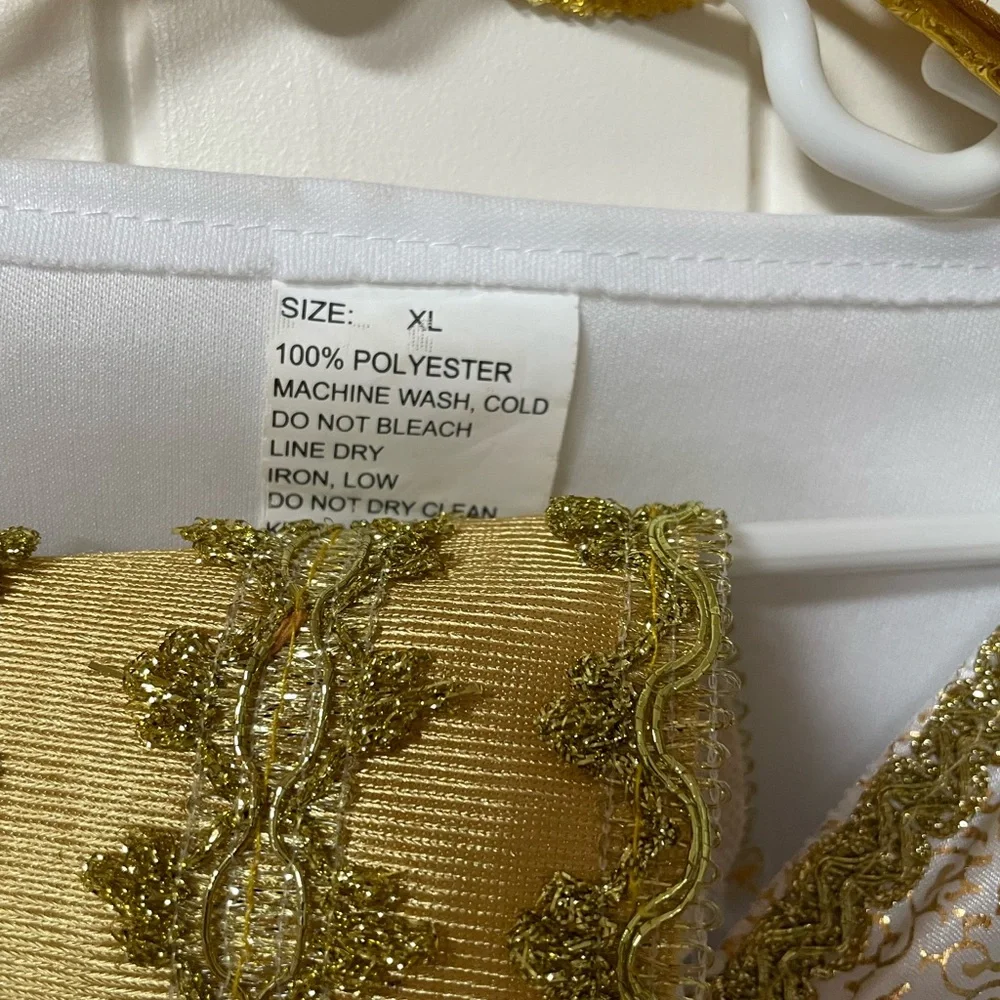 SIZE: XL
100% POLYESTER
MACHINE WASH, COLD
DO NOT BLEACH
LINE DRY
IRON, LOW
DO NOT DRY CLEAN